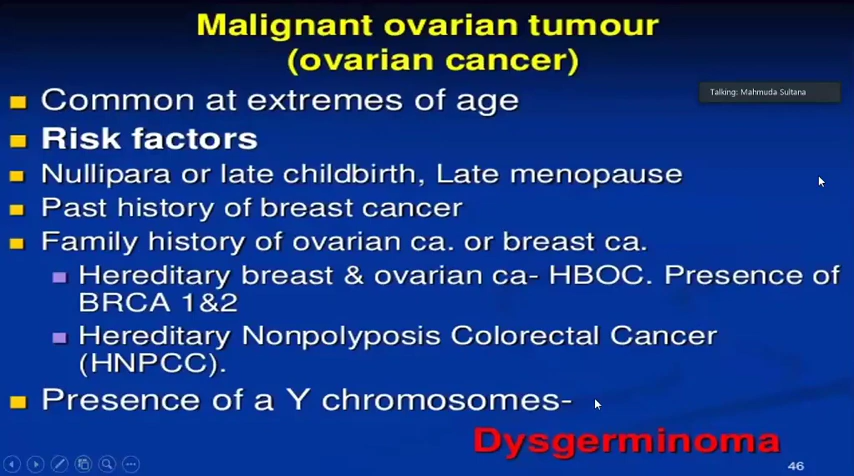 Malignant ovarian tumour
(ovarian cancer)
Common at extremes of age
Talking: Mahmuda Sultana
Risk factors
Nullipara or late childbirth, Late menopause
Past history of breast cancer
Family history of ovarian ca. or breast ca.
Hereditary breast & ovarian ca- HBOC. Presence of
BRCA 1&2
Hereditary Nonpolyposis Colorectal Cancer
(HNPCC).
Presence of a Y chromosomes-
Dysgerminoma
46